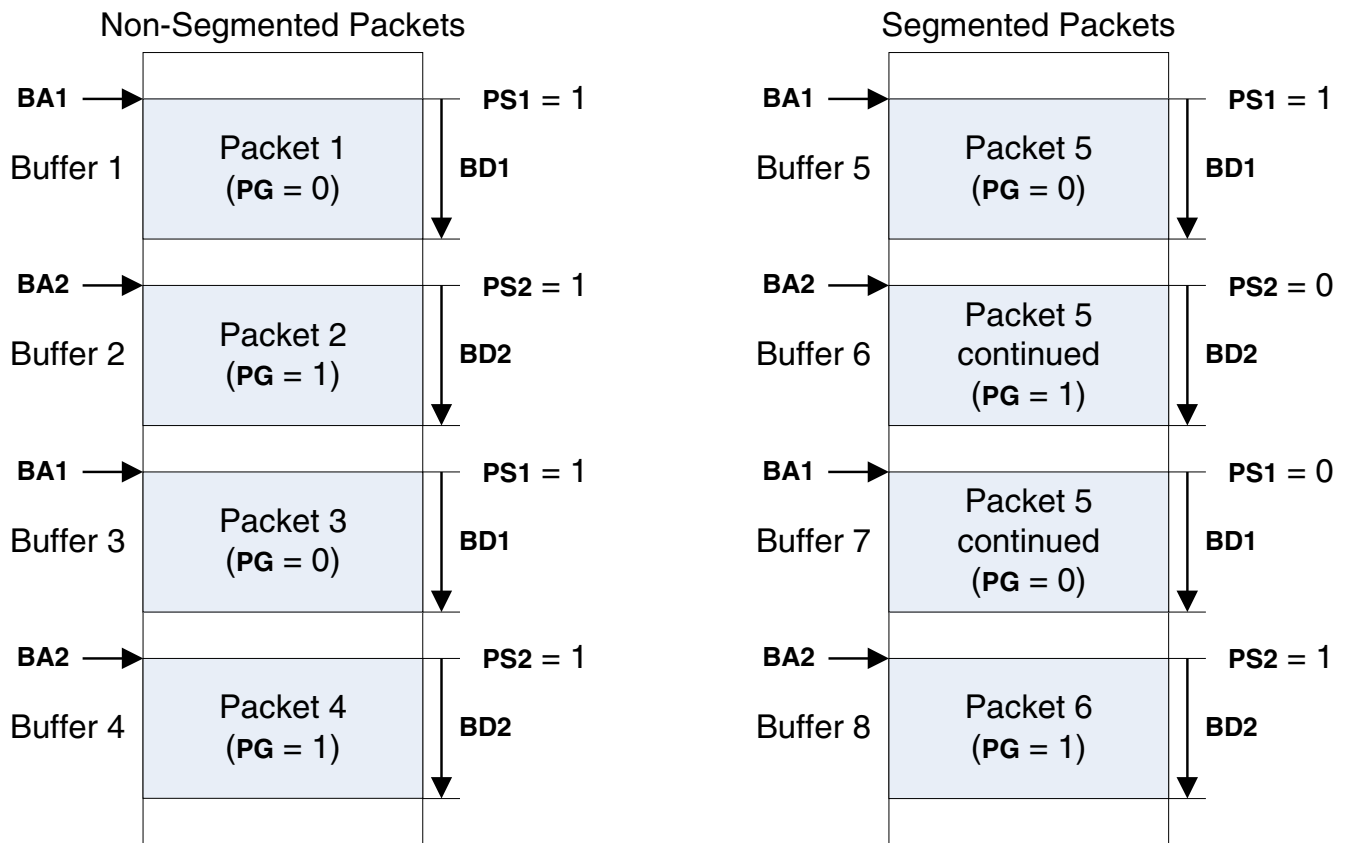 Non-Segmented Packets
BA1
PS1 = 1
Buffer 1
Packet 1
(PG = 0)
BD1
BA2
PS2 = 1
Buffer 2
Packet 2
(PG = 1)
BD2
BA1
PS1 = 1
Buffer 3
Packet 3
(PG = 0)
BD1
BA2
PS2 = 1
Buffer 4
Packet 4
(PG = 1)
BD2
Segmented Packets
BA1
PS1 = 1
Buffer 5
Packet 5
(PG = 0)
BD1
BA2
PS2 = 0
Buffer 6
Packet 5
continued
(PG = 1)
BD2
BA1
PS1 = 0
Buffer 7
Packet 5
continued
(PG = 0)
BD1
BA2
PS2 = 1
Buffer 8
Packet 6
(PG = 1)
BD2